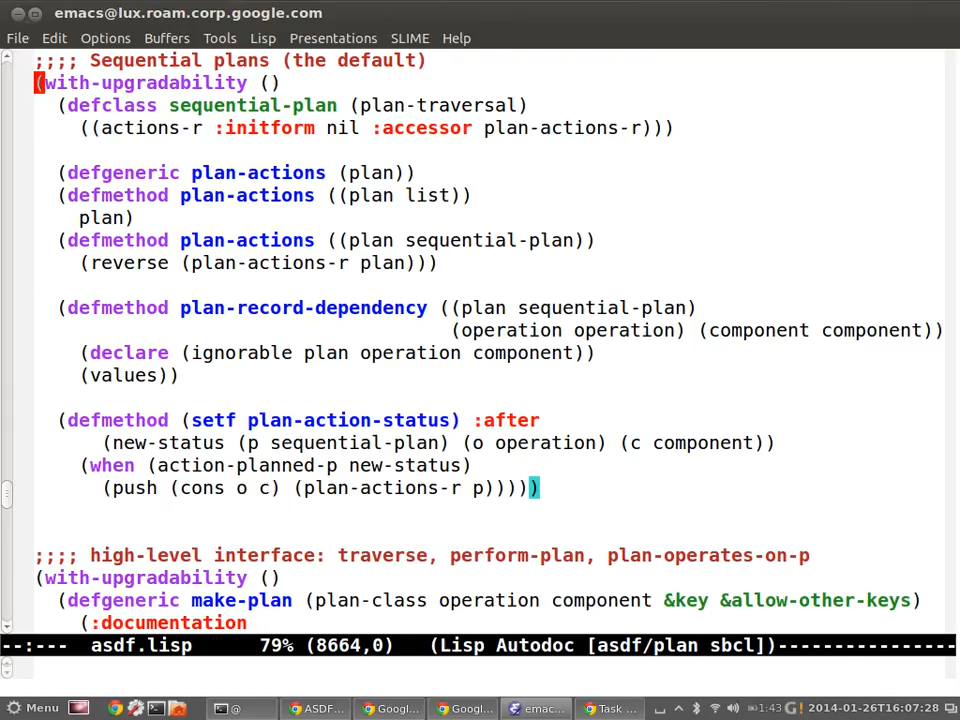 emacs@lux.roam.corp.google.com
File Edit Options Buffers Tools Lisp Presentations SLIME Help
;;;; Sequential plans (the default)
(with-upgradability ()
  (defclass sequential-plan (plan-traversal)
    ((actions-r :initform nil :accessor plan-actions-r)))
  (defgeneric plan-actions (plan))
  (defmethod plan-actions ((plan list))
    plan)
  (defmethod plan-actions ((plan sequential-plan))
    (reverse (plan-actions-r plan)))
  (defmethod plan-record-dependency ((plan sequential-plan)
                                     (operation operation) (component component))
    (declare (ignorable plan operation component))
    (values))
  (defmethod (setf plan-action-status) :after
      (new-status (p sequential-plan) (o operation) (c component))
    (when (action-planned-p new-status)
      (push (cons o c) (plan-actions-r p)))))
;;;; high-level interface: traverse, perform-plan, plan-operates-on-p
(with-upgradability ()
  (defgeneric make-plan (plan-class operation component &key &allow-other-keys)
    (:documentation
--:--- asdf.lisp 79% (8664,0) (Lisp Autodoc [asdf/plan sbcl])----------------
Menu @ ASDF... Googl... Googl... emac... Task ... 1:43 G! 2014-01-26T16:07:28